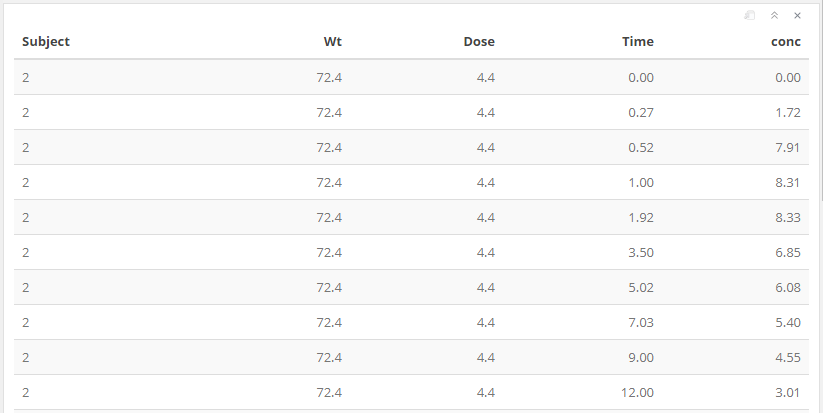 Subject Wt Dose Time conc
2 72.4 4.4 0.00 0.00
2 72.4 4.4 0.27 1.72
2 72.4 4.4 0.52 7.91
2 72.4 4.4 1.00 8.31
2 72.4 4.4 1.92 8.33
2 72.4 4.4 3.50 6.85
2 72.4 4.4 5.02 6.08
2 72.4 4.4 7.03 5.40
2 72.4 4.4 9.00 4.55
2 72.4 4.4 12.00 3.01